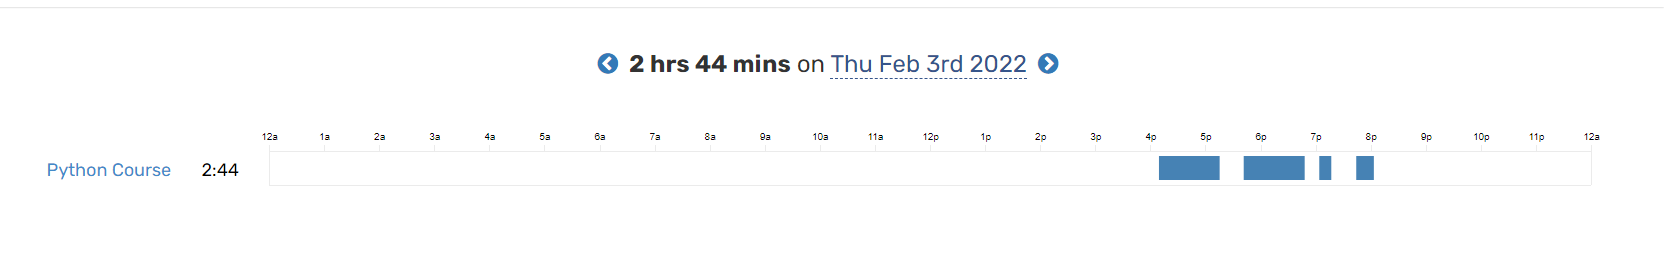 2 hrs 44 mins on Thu Feb 3rd 2022
12a 1a 2a 3a 4a 5a 6a 7a 8a 9a 10a 11a 12p 1p 2p 3p 4p 5p 6p 7p 8p 9p 10p 11p 12a
Python Course 2:44